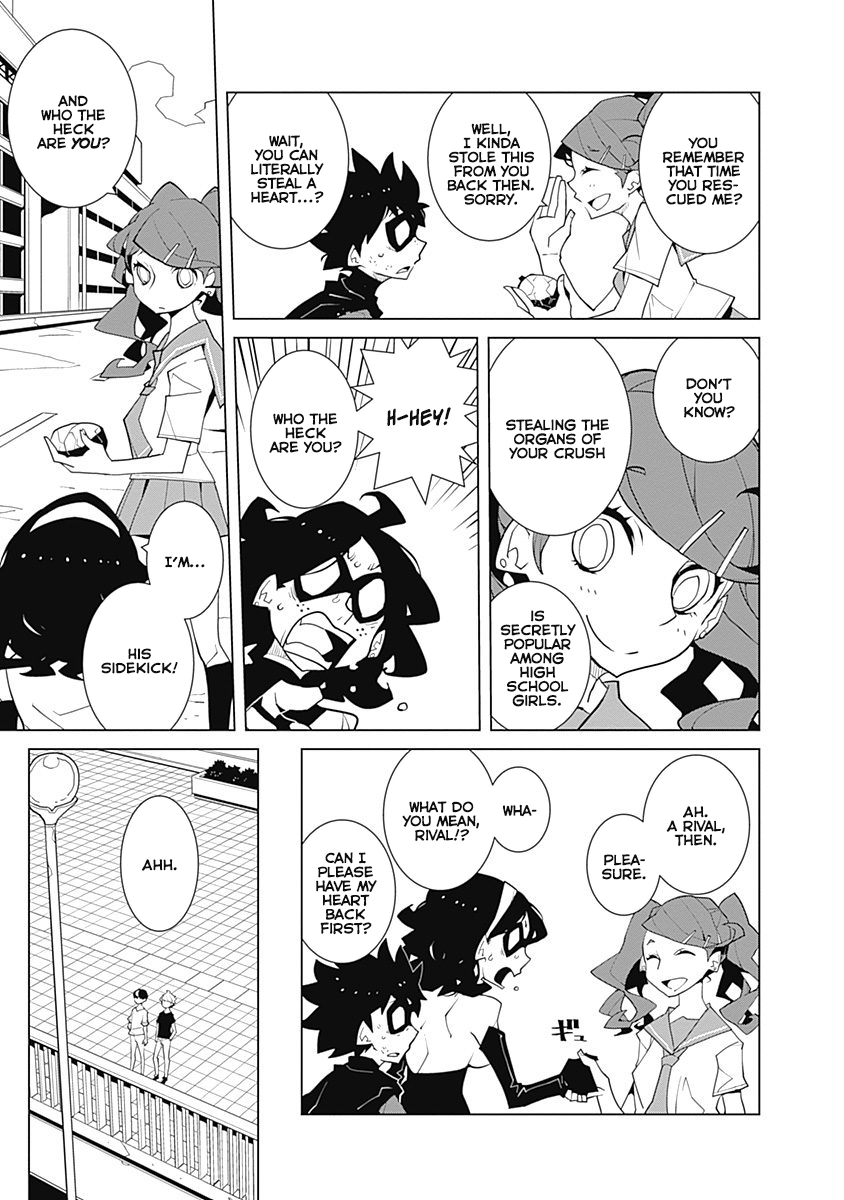 YOU
REMEMBER
THAT TIME
YOU RES-
CUED ME?
WELL,
I KINDA
STOLE THIS
FROM YOU
BACK THEN.
SORRY.
WAIT,
YOU CAN
LITERALLY
STEAL A
HEART...?
DON'T
YOU
KNOW?
STEALING THE
ORGANS OF
YOUR CRUSH
IS
SECRETLY
POPULAR
AMONG
HIGH
SCHOOL
GIRLS.
H-HEY!
WHO THE
HECK
ARE YOU?
AND
WHO THE
HECK
ARE YOU?
I'M...
HIS
SIDEKICK!
AH.
A RIVAL,
THEN.
PLEA-
SURE.
WHA-
WHAT DO
YOU MEAN,
RIVAL!?
CAN I
PLEASE
HAVE MY
HEART
BACK
FIRST?
ギュ
AHH.